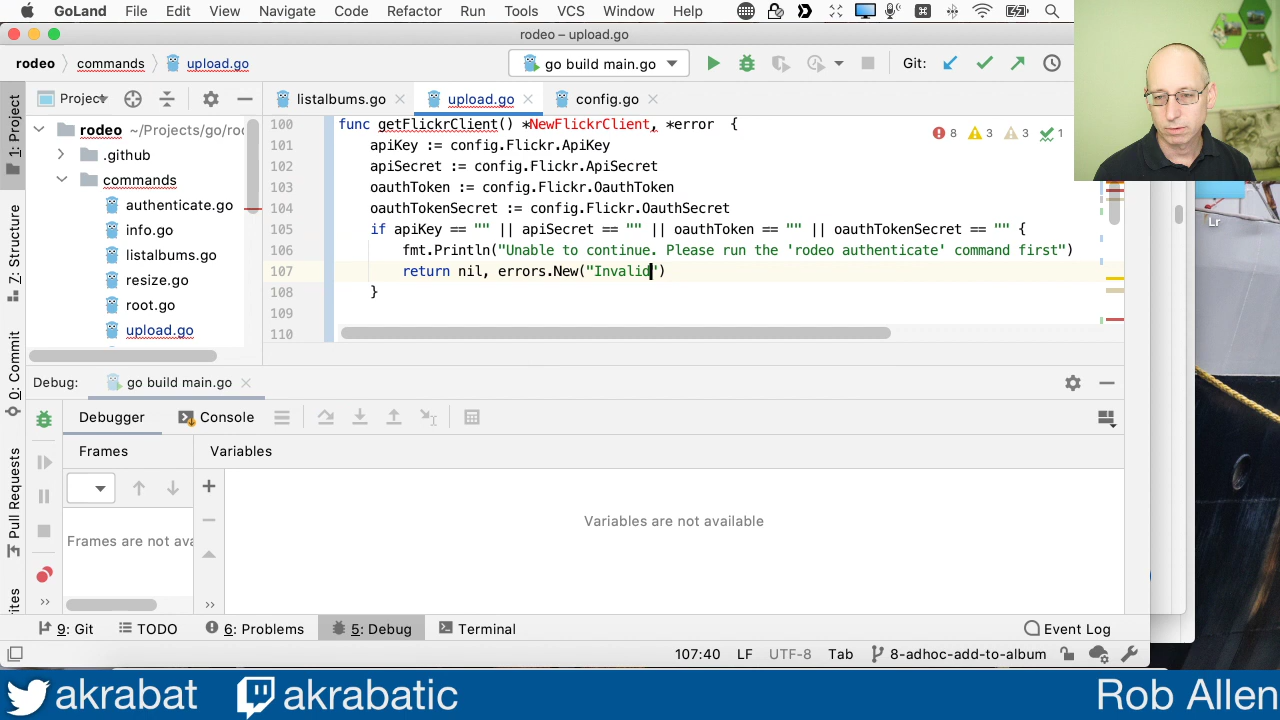 GoLand File Edit View Navigate Code Refactor Run Tools VCS Window Help
rodeo – upload.go
rodeo commands upload.go go build main.go Git:
1: Project
Project
listalbums.go upload.go config.go
rodeo ~/Projects/go/roc
.github
commands
authenticate.go
info.go
listalbums.go
resize.go
root.go
upload.go
100 func getFlickrClient() *NewFlickrClient, *error {
101 apiKey := config.Flickr.ApiKey
102 apiSecret := config.Flickr.ApiSecret
103 oauthToken := config.Flickr.OauthToken
104 oauthTokenSecret := config.Flickr.OauthSecret
105 if apiKey == "" || apiSecret == "" || oauthToken == "" || oauthTokenSecret == "" {
106 fmt.Println("Unable to continue. Please run the 'rodeo authenticate' command first")
107 return nil, errors.New("Invalid")
108 }
109
110
8 3 3 1
Lr
Z: Structure
0: Commit
Pull Requests
ites
Debug: go build main.go
Debugger Console
Frames Variables
Frames are not ava
Variables are not available
9: Git TODO 6: Problems 5: Debug Terminal Event Log
107:40 LF UTF-8 Tab 8-adhoc-add-to-album
akrabat akrabatic Rob Allen